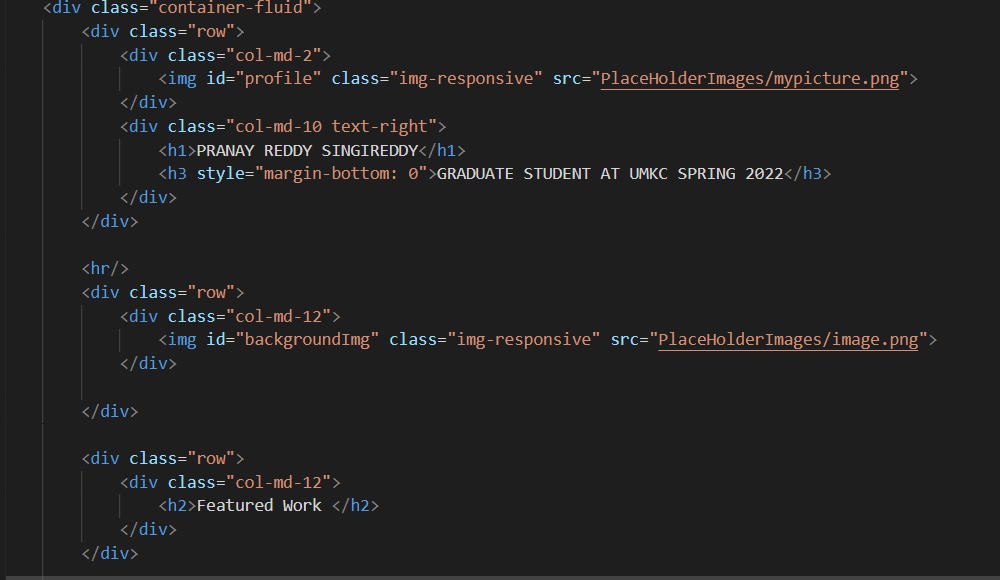 <div class="container-fluid">
<div class="row">
<div class="col-md-2">
<img id="profile" class="img-responsive" src="PlaceHolderImages/mypicture.png">
</div>
<div class="col-md-10 text-right">
<h1>PRANAY REDDY SINGIREDDY</h1>
<h3 style="margin-bottom: 0">GRADUATE STUDENT AT UMKC SPRING 2022</h3>
</div>
</div>
<hr/>
<div class="row">
<div class="col-md-12">
<img id="backgroundImg" class="img-responsive" src="PlaceHolderImages/image.png">
</div>
</div>
<div class="row">
<div class="col-md-12">
<h2>Featured Work </h2>
</div>
</div>